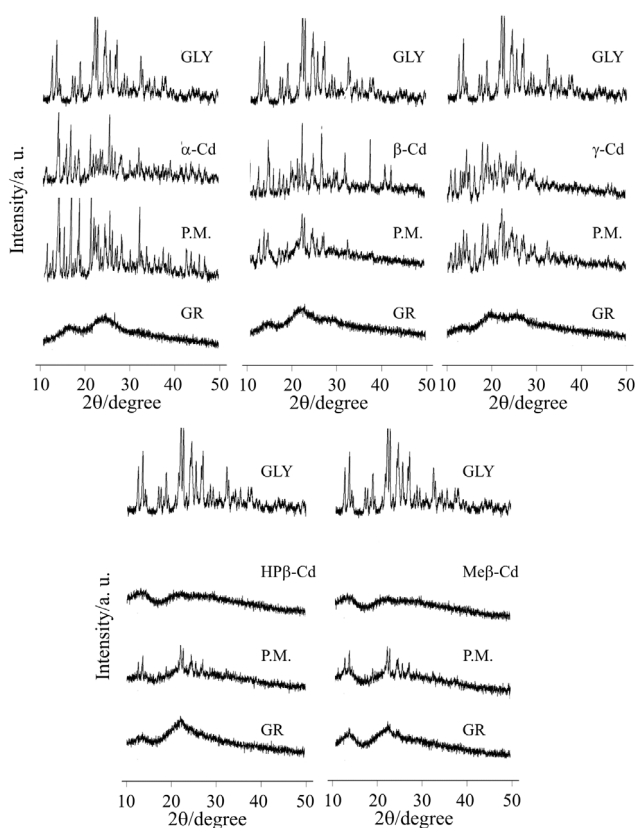 GLY GLY GLY
α-Cd β-Cd γ-Cd
P.M. P.M. P.M.
GR GR GR
Intensity/a. u.
10 20 30 40 50 10 20 30 40 50 10 20 30 40 50
2θ/degree 2θ/degree 2θ/degree
GLY GLY
HPβ-Cd Meβ-Cd
P.M. P.M.
GR GR
Intensity/a. u.
10 20 30 40 50 10 20 30 40 50
2θ/degree 2θ/degree